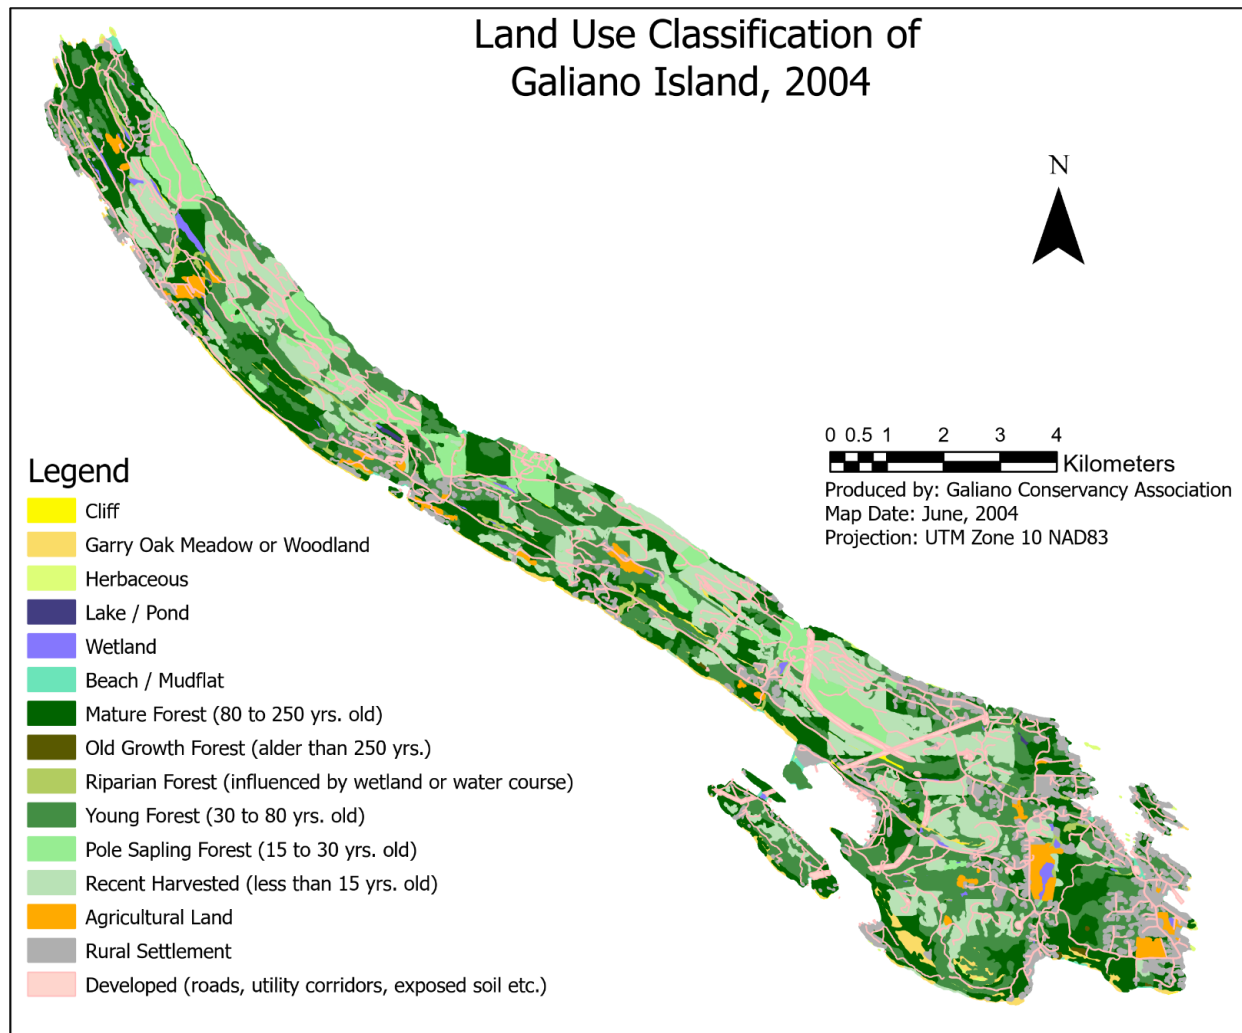 Land Use Classification of
Galiano Island, 2004
N
0 0.5 1 2 3 4
Kilometers
Produced by: Galiano Conservancy Association
Map Date: June, 2004
Projection: UTM Zone 10 NAD83
Legend
Cliff
Garry Oak Meadow or Woodland
Herbaceous
Lake / Pond
Wetland
Beach / Mudflat
Mature Forest (80 to 250 yrs. old)
Old Growth Forest (alder than 250 yrs.)
Riparian Forest (influenced by wetland or water course)
Young Forest (30 to 80 yrs. old)
Pole Sapling Forest (15 to 30 yrs. old)
Recent Harvested (less than 15 yrs. old)
Agricultural Land
Rural Settlement
Developed (roads, utility corridors, exposed soil etc.)